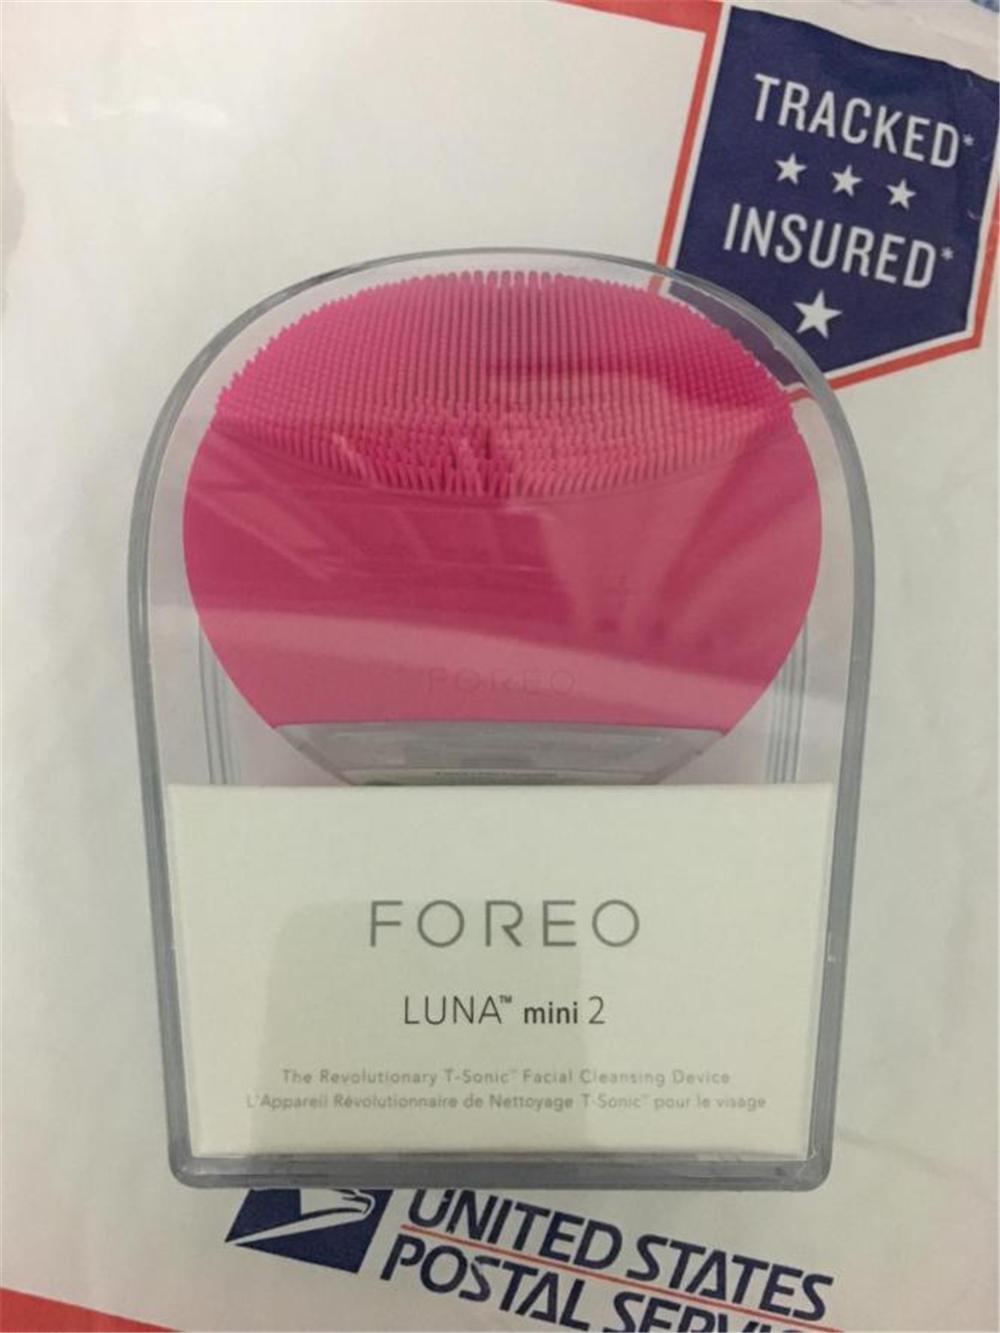 TRACKED*
INSURED*
FOREO
FOREO
LUNA™ mini 2
The Revolutionary T-Sonic™ Facial Cleansing Device
L'Appareil Révolutionnaire de Nettoyage T-Sonic™ pour le visage
UNITED STATES
POSTAL